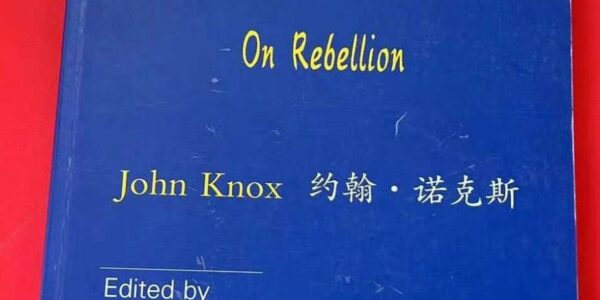 On Rebellion
John Knox 约翰·诺克斯
Edited by